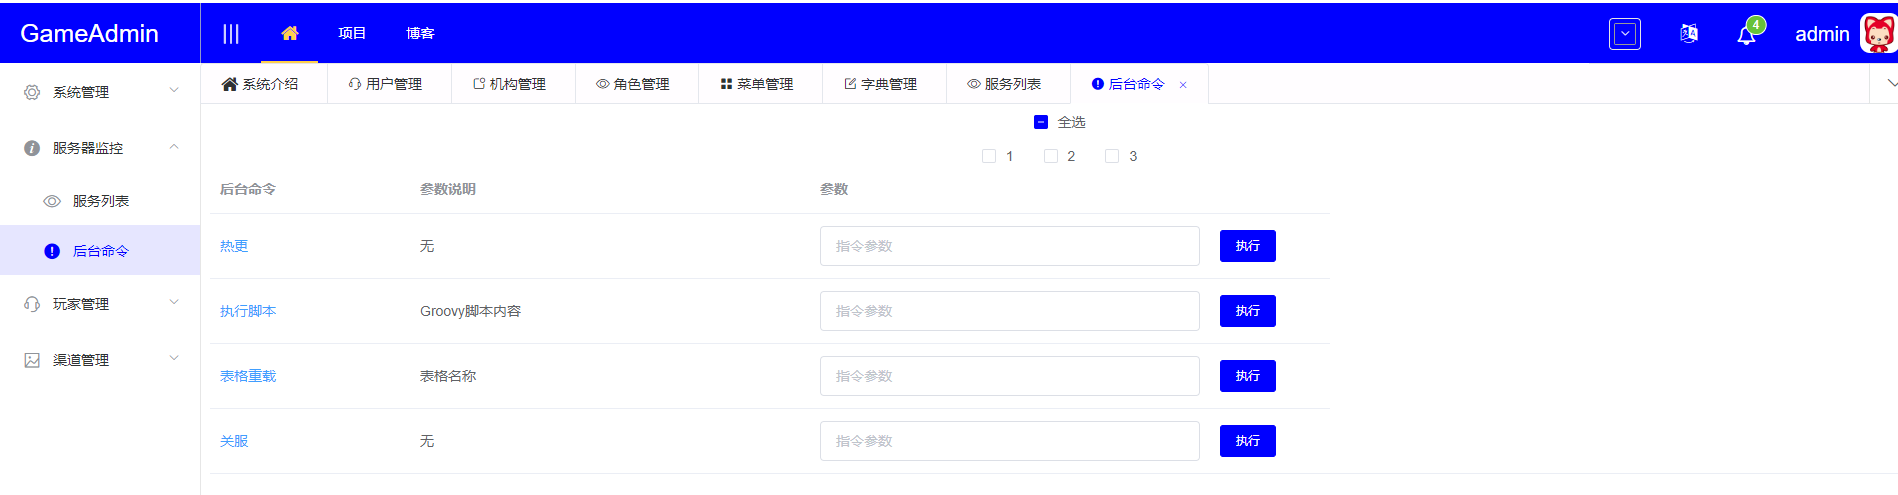 GameAdmin
项目
博客
4
admin
系统管理
服务器监控
服务列表
后台命令
玩家管理
渠道管理
系统介绍
用户管理
机构管理
角色管理
菜单管理
字典管理
服务列表
后台命令
全选
1
2
3
后台命令 参数说明 参数
热更 无 指令参数 执行
执行脚本 Groovy脚本内容 指令参数 执行
表格重载 表格名称 指令参数 执行
关服 无 指令参数 执行